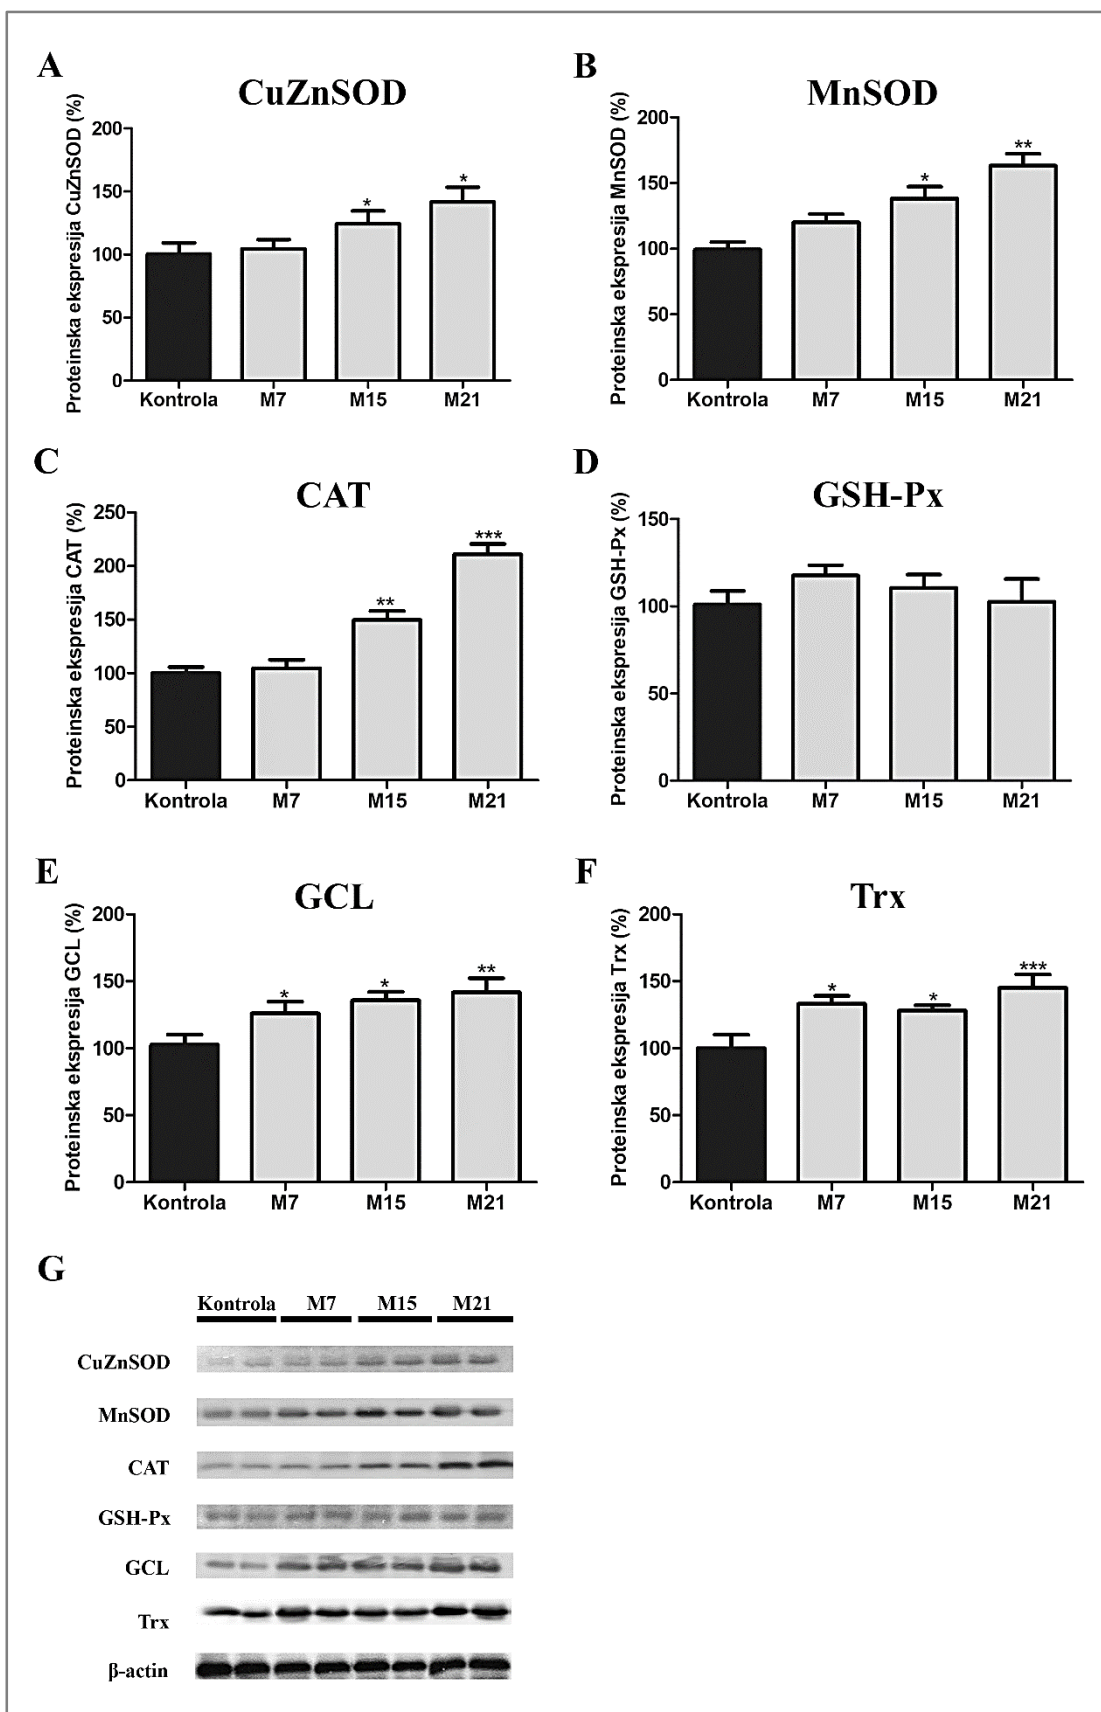 A
CuZnSOD
Proteinska ekspresija CuZnSOD (%)
200
150
100
50
0
*
*
Kontrola M7 M15 M21
B
MnSOD
Proteinska ekspresija MnSOD (%)
200
150
100
50
0
*
**
Kontrola M7 M15 M21
C
CAT
Proteinska ekspresija CAT (%)
250
200
150
100
50
0
**
***
Kontrola M7 M15 M21
D
GSH-Px
Proteinska ekspresija GSH-Px (%)
150
100
50
0
Kontrola M7 M15 M21
E
GCL
Proteinska ekspresija GCL (%)
200
150
100
50
0
*
*
**
Kontrola M7 M15 M21
F
Trx
Proteinska ekspresija Trx (%)
200
150
100
50
0
*
*
***
Kontrola M7 M15 M21
G
Kontrola M7 M15 M21
CuZnSOD
MnSOD
CAT
GSH-Px
GCL
Trx
β-actin